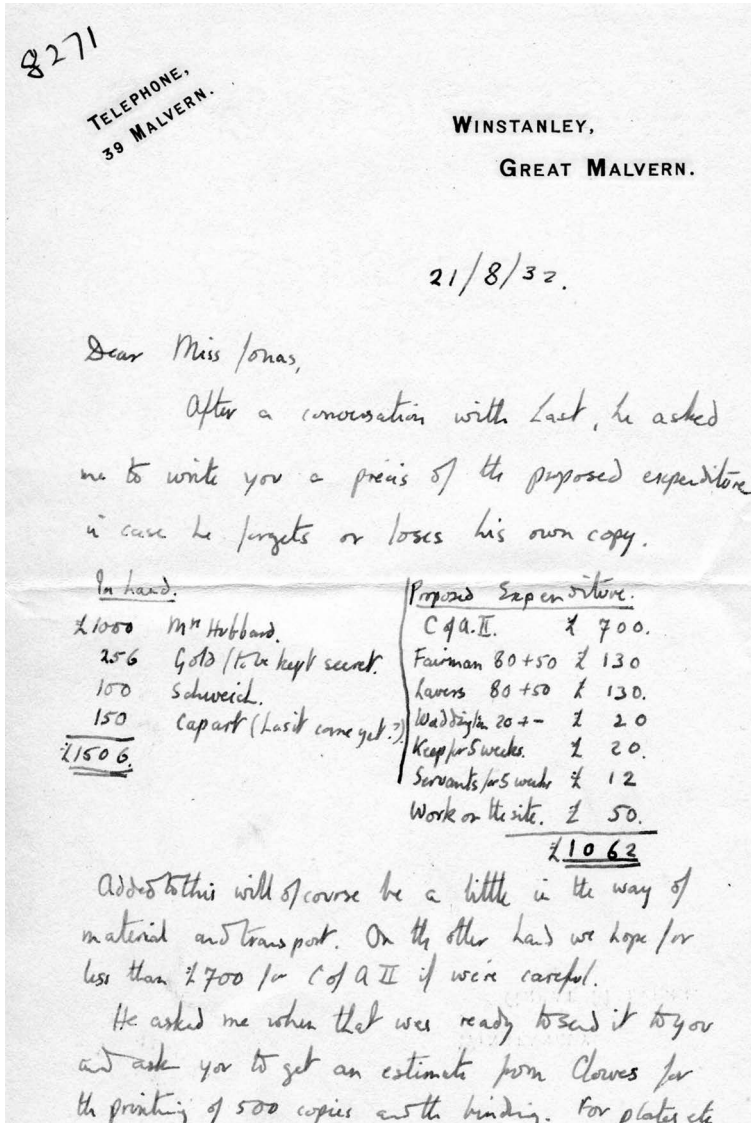 8271
TELEPHONE,
39 MALVERN.
WINSTANLEY,
GREAT MALVERN.
21/8/32.
Dear Miss Jonas,
After a conversation with Last, he asked
me to write you a précis of the proposed expenditure
in case he forgets or loses his own copy.
In hand.
£1000 Mrs Hubbard.
256 Gold (to be kept secret.
100 Schweich.
150 Capart (has it come yet.?)
£1506.
Proposed Expenditure.
C of A. II. £ 700.
Fairman 80 + 50 £ 130
Lavers 80 + 50 £ 130.
Waddington 20 + - £ 20
Keep for 5 weeks. £ 20.
Servants for 5 weeks £ 12
Work on the site. £ 50.
£1062
Added to this will of course be a little in the way of
material and transport. On the other hand we hope for
less than £700 for C of A II if we're careful.
He asked me when that was ready to send it to you
and ask you to get an estimate from Clowes for
the printing of 500 copies and the binding. For plates etc